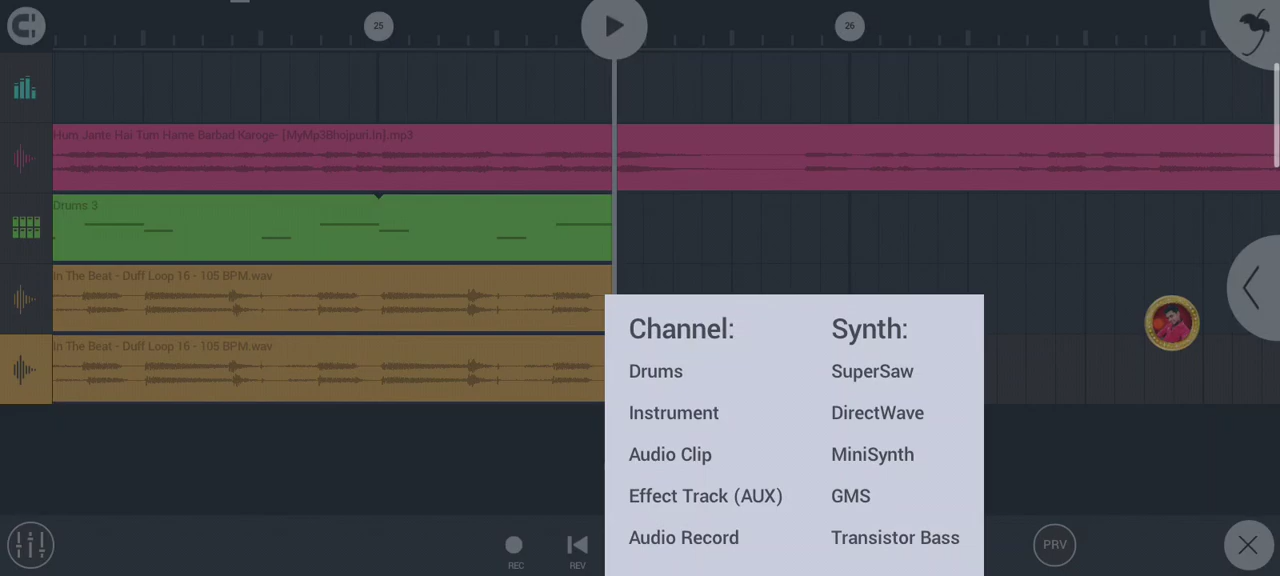 25
26
Hum Jante Hai Tum Hame Barbad Karoge- [MyMp3Bhojpuri.In].mp3
Drums 3
In The Beat - Duff Loop 16 - 105 BPM.wav
In The Beat - Duff Loop 16 - 105 BPM.wav
Channel:
Synth:
Drums
SuperSaw
Instrument
DirectWave
Audio Clip
MiniSynth
Effect Track (AUX)
GMS
Audio Record
Transistor Bass
REC
REV
PRV